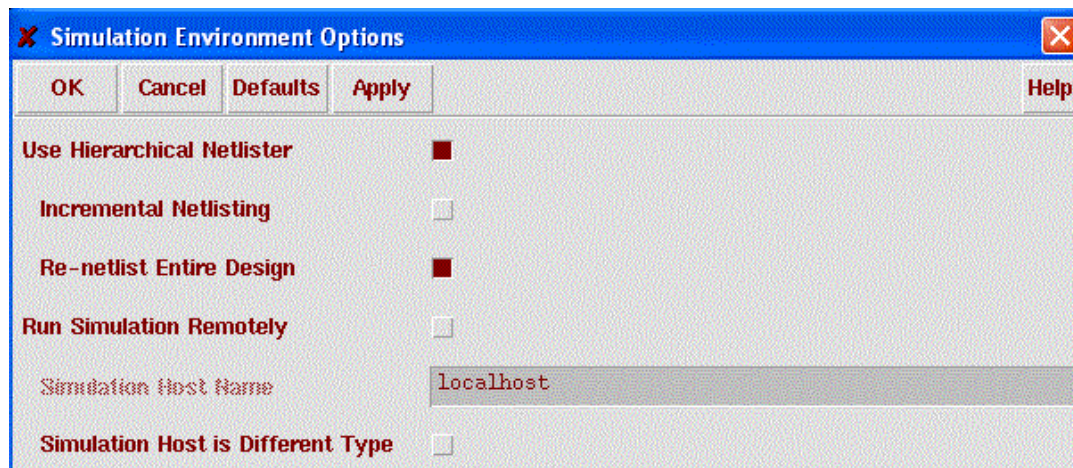 Simulation Environment Options
OK Cancel Defaults Apply Help
Use Hierarchical Netlister
Incremental Netlisting
Re-netlist Entire Design
Run Simulation Remotely
Simulation Host Name localhost
Simulation Host is Different Type